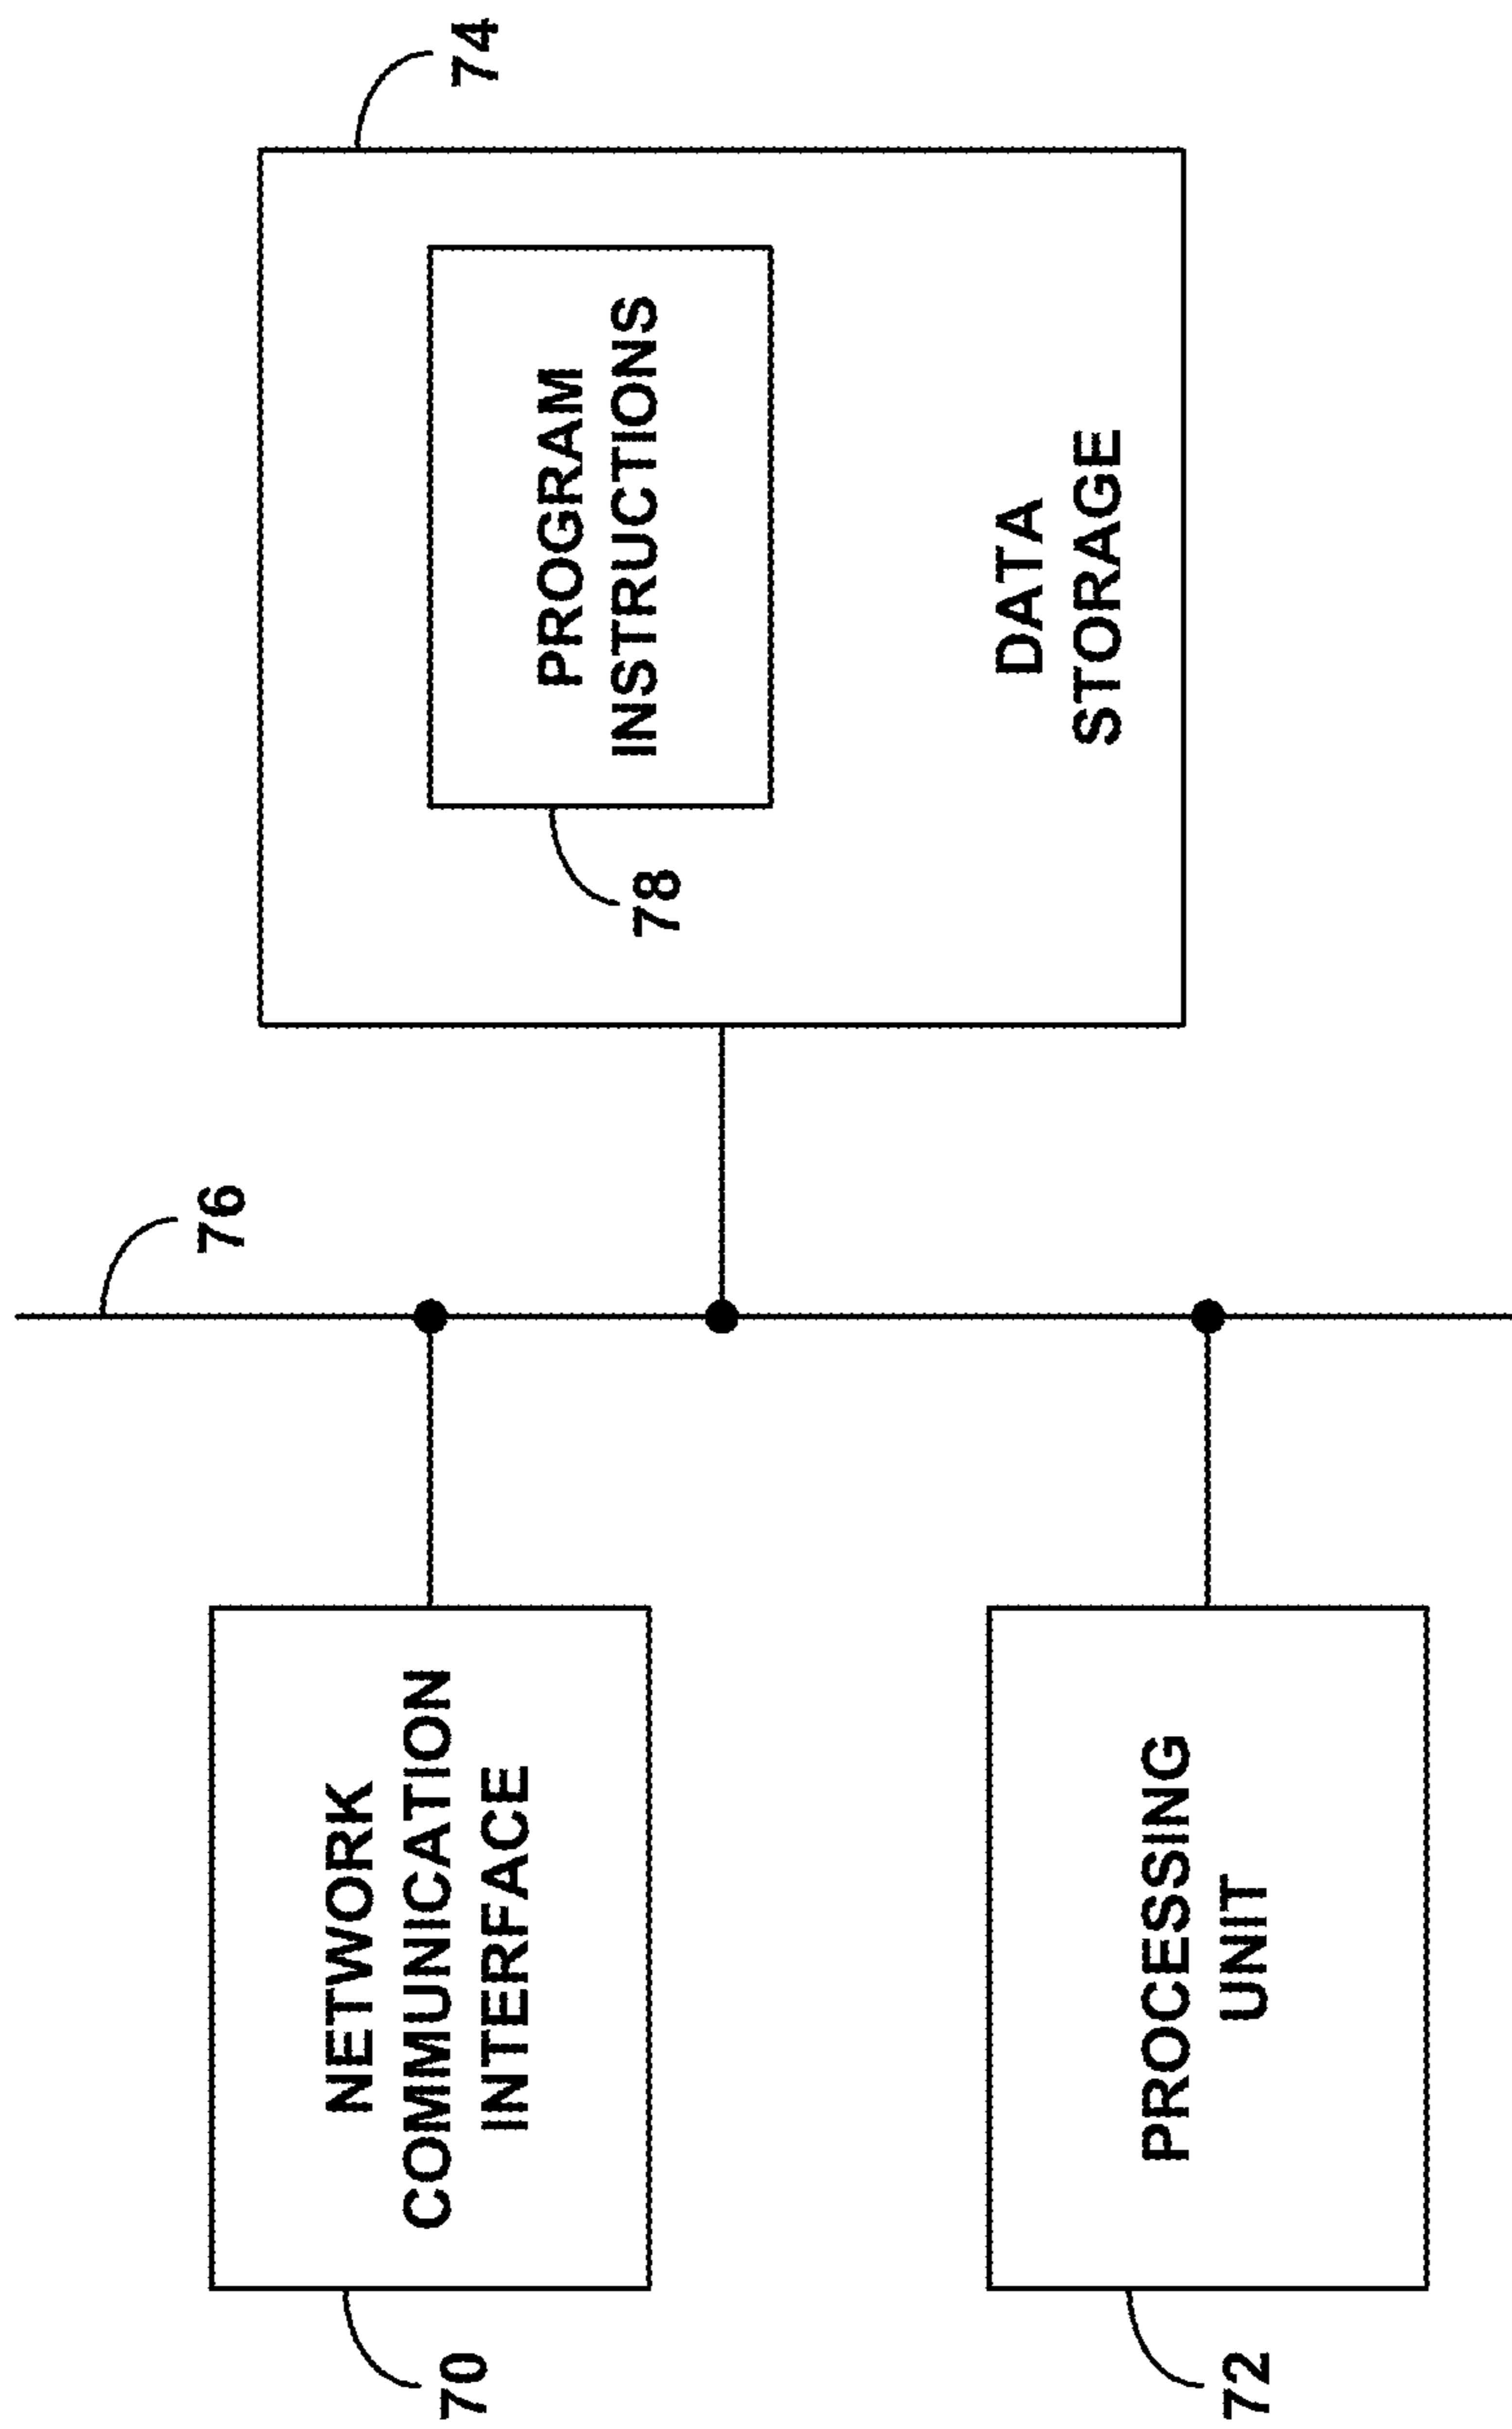 70
NETWORK
COMMUNICATION
INTERFACE
76
74
PROGRAM
INSTRUCTIONS
78
DATA
STORAGE
72
PROCESSING
UNIT